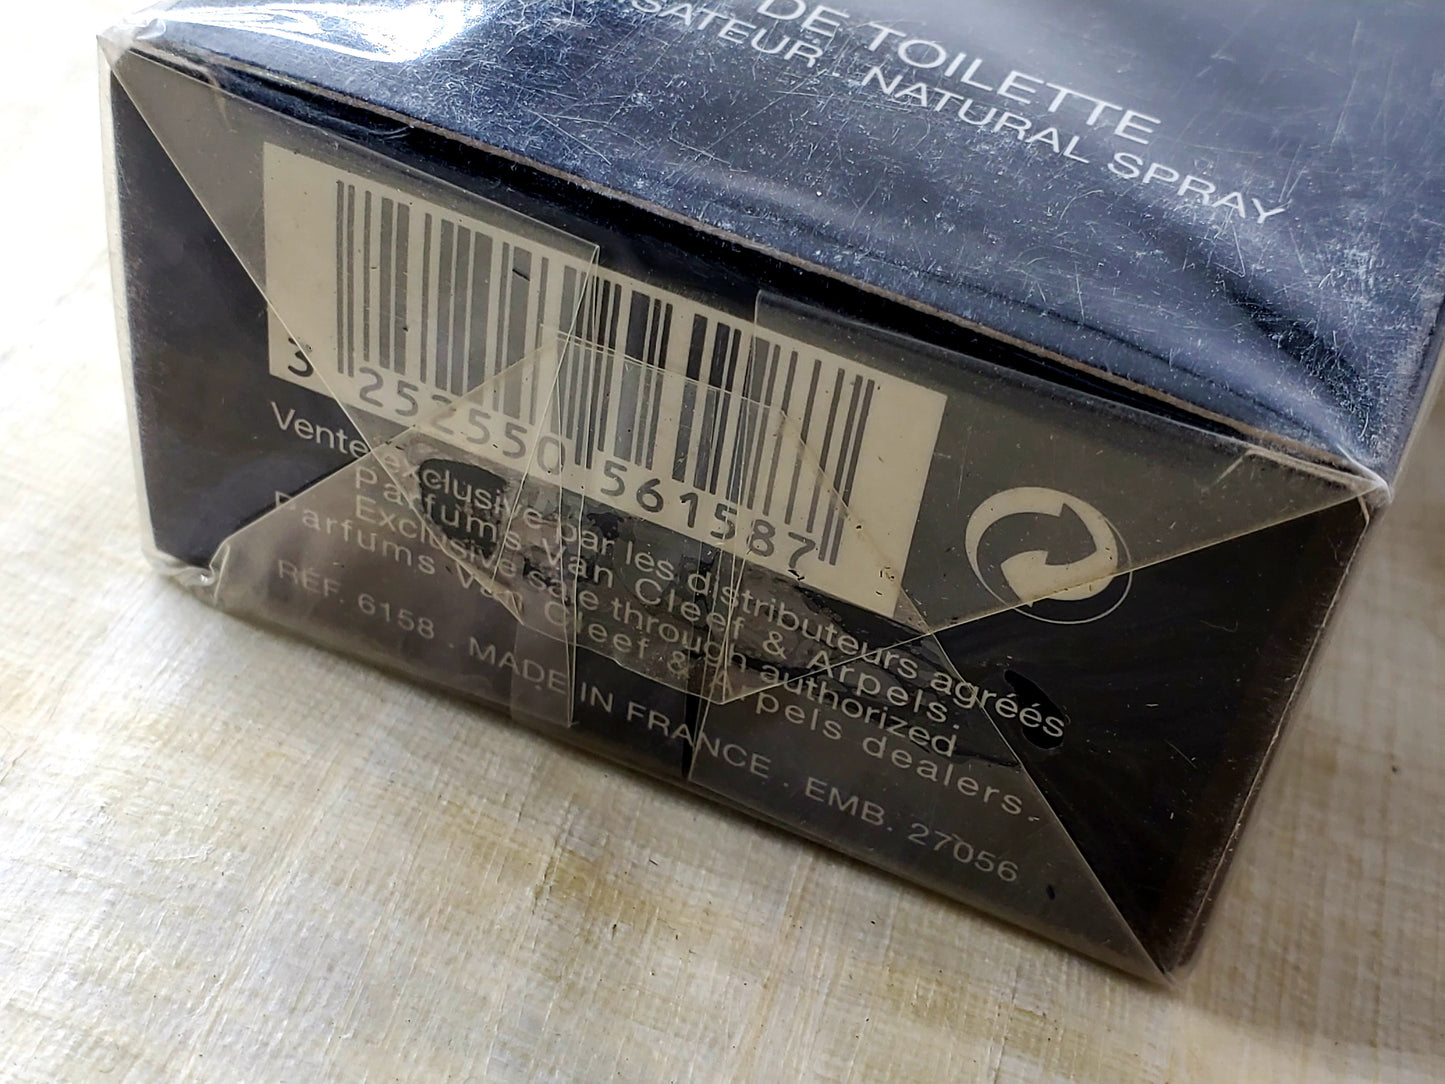 DE TOILETTE
SATEUR · NATURAL SPRAY
3 252550 561587
Vente exclusive par les distributeurs agréés
Parfums Van Cleef & Arpels.
Exclusive sale through authorized
Parfums Van Cleef & Arpels dealers.
RÉF. 6158 . MADE IN FRANCE . EMB. 27056